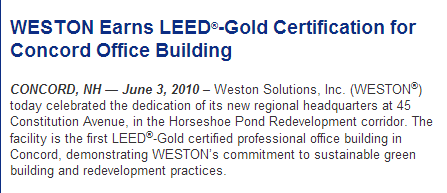 WESTON Earns LEED®-Gold Certification for
Concord Office Building
CONCORD, NH — June 3, 2010 – Weston Solutions, Inc. (WESTON®)
today celebrated the dedication of its new regional headquarters at 45
Constitution Avenue, in the Horseshoe Pond Redevelopment corridor. The
facility is the first LEED®-Gold certified professional office building in
Concord, demonstrating WESTON's commitment to sustainable green
building and redevelopment practices.